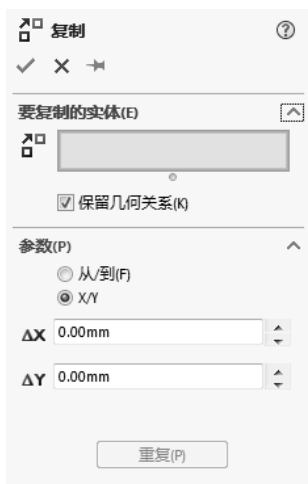 复制
要复制的实体(E)
保留几何关系(K)
参数(P)
从/到(F)
X/Y
ΔX 0.00mm
ΔY 0.00mm
重复(P)